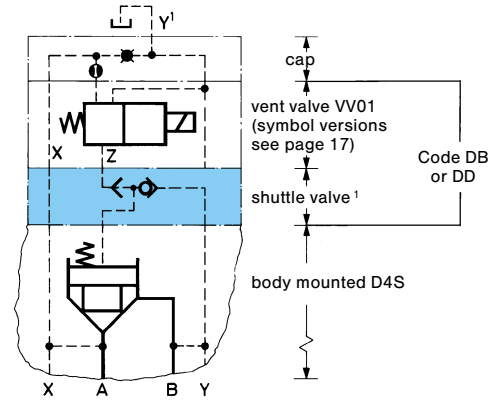 Y¹
cap
vent valve VV01
(symbol versions
see page 17)
Code DB
or DD
X
Z
shuttle valve ¹
body mounted D4S
X A B Y